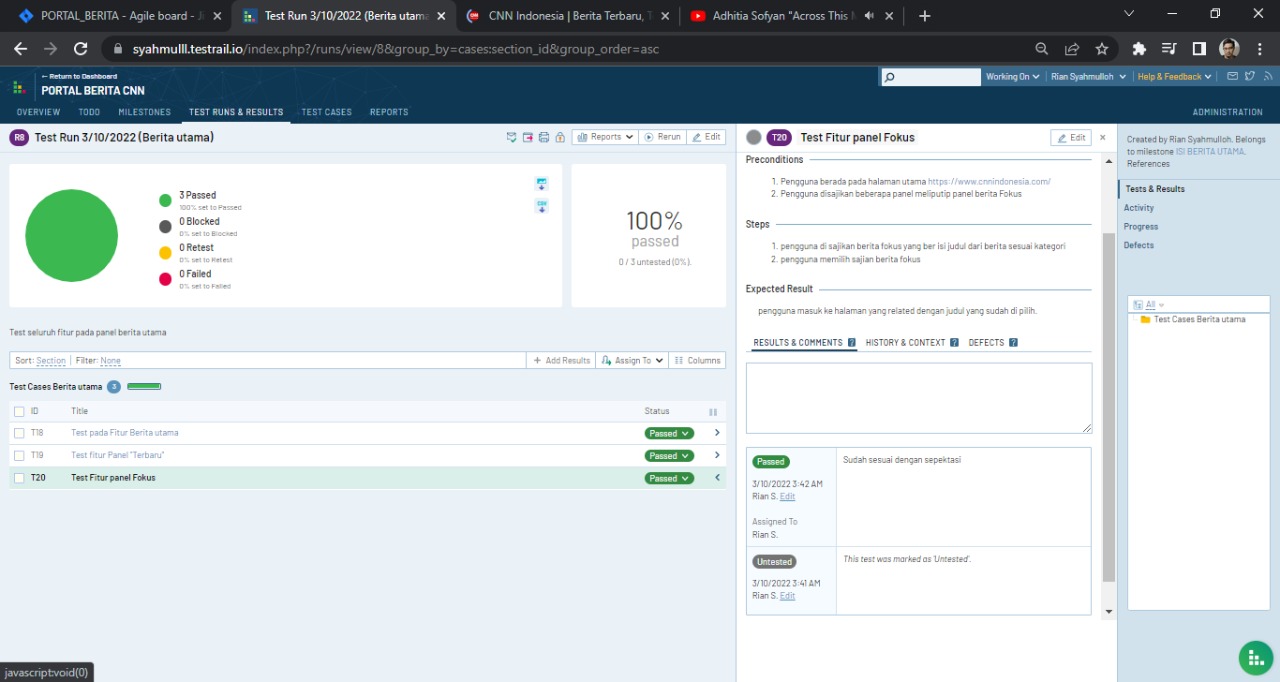 PORTAL_BERITA - Agile board - Ji
Test Run 3/10/2022 (Berita utama
CNN Indonesia | Berita Terbaru, T
Adhitia Sofyan "Across This M
syahmulll.testrail.io/index.php?/runs/view/8&group_by=cases:section_id&group_order=asc
← Return to Dashboard
PORTAL BERITA CNN
Working On
Rian Syahmulloh
Help & Feedback
OVERVIEW
TODO
MILESTONES
TEST RUNS & RESULTS
TEST CASES
REPORTS
ADMINISTRATION
R8 Test Run 3/10/2022 (Berita utama)
Reports
Rerun
Edit
3 Passed
100% set to Passed
0 Blocked
0% set to Blocked
0 Retest
0% set to Retest
0 Failed
0% set to Failed
CSV
100%
passed
0 / 3 untested (0%).
Test seluruh fitur pada panel berita utama
Sort: Section | Filter: None
+ Add Results
Assign To
Columns
Test Cases Berita utama 3
ID Title Status
T18 Test pada Fitur Berita utama Passed
T19 Test fitur Panel "Terbaru" Passed
T20 Test Fitur panel Fokus Passed
T20 Test Fitur panel Fokus
Edit
Preconditions
1. Pengguna berada pada halaman utama https://www.cnnindonesia.com/
2. Pengguna disajikan beberapa panel meliputip panel berita Fokus
Steps
1. pengguna di sajikan berita fokus yang ber isi judul dari berita sesuai kategori
2. pengguna memilih sajian berita fokus
Expected Result
pengguna masuk ke halaman yang related dengan judul yang sudah di pilih.
RESULTS & COMMENTS ?
HISTORY & CONTEXT ?
DEFECTS ?
Passed
Sudah sesuai dengan sepektasi
3/10/2022 3:42 AM
Rian S. Edit
Assigned To
Rian S.
Untested
This test was marked as 'Untested'.
3/10/2022 3:41 AM
Rian S. Edit
Created by Rian Syahmulloh. Belongs
to milestone ISI BERITA UTAMA.
References
Tests & Results
Activity
Progress
Defects
All
Test Cases Berita utama
javascript:void(0)